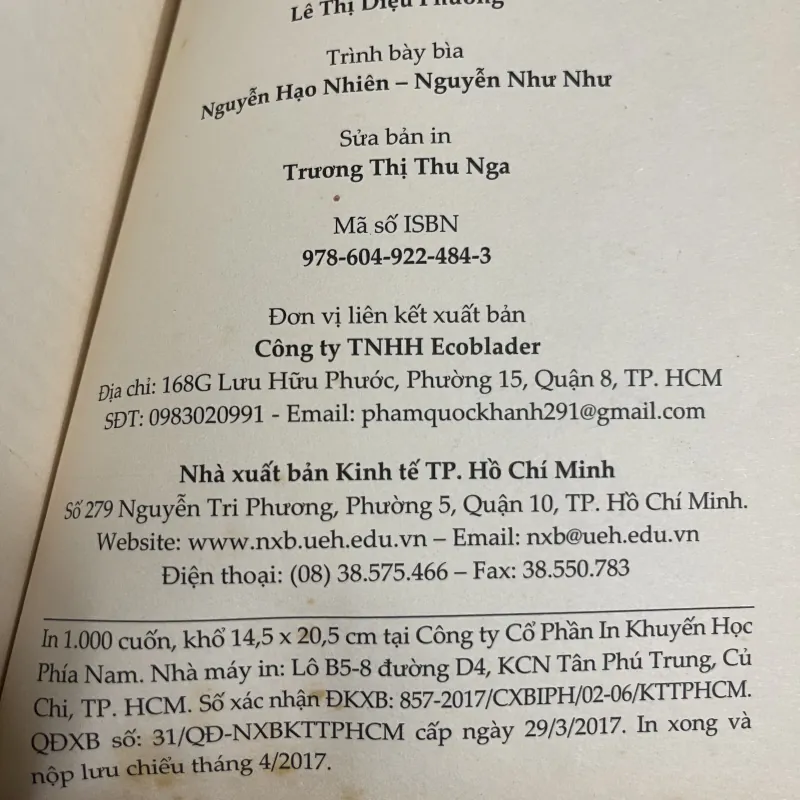 Lê Thị Diệu Phương
Trình bày bìa
Nguyễn Hạo Nhiên – Nguyễn Như Như
Sửa bản in
Trương Thị Thu Nga
Mã số ISBN
978-604-922-484-3
Đơn vị liên kết xuất bản
Công ty TNHH Ecoblader
Địa chỉ: 168G Lưu Hữu Phước, Phường 15, Quận 8, TP. HCM
SĐT: 0983020991 - Email: phamquockhanh291@gmail.com
Nhà xuất bản Kinh tế TP. Hồ Chí Minh
Số 279 Nguyễn Tri Phương, Phường 5, Quận 10, TP. Hồ Chí Minh.
Website: www.nxb.ueh.edu.vn – Email: nxb@ueh.edu.vn
Điện thoại: (08) 38.575.466 – Fax: 38.550.783
In 1.000 cuốn, khổ 14,5 x 20,5 cm tại Công ty Cổ Phần In Khuyến Học
Phía Nam. Nhà máy in: Lô B5-8 đường D4, KCN Tân Phú Trung, Củ
Chi, TP. HCM. Số xác nhận ĐKXB: 857-2017/CXBIPH/02-06/KTTPHCM.
QĐXB số: 31/QĐ-NXBKTTPHCM cấp ngày 29/3/2017. In xong và
nộp lưu chiểu tháng 4/2017.